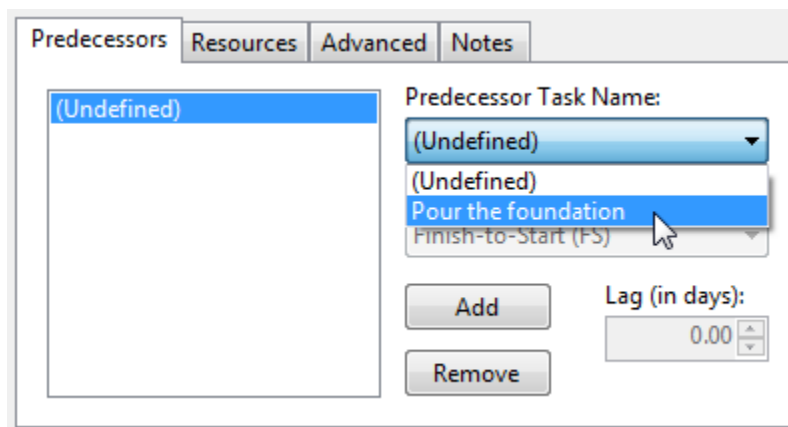 Predecessors Resources Advanced Notes
(Undefined)
Predecessor Task Name:
(Undefined)
(Undefined)
Pour the foundation
Finish-to-Start (FS)
Add
Lag (in days):
0.00
Remove